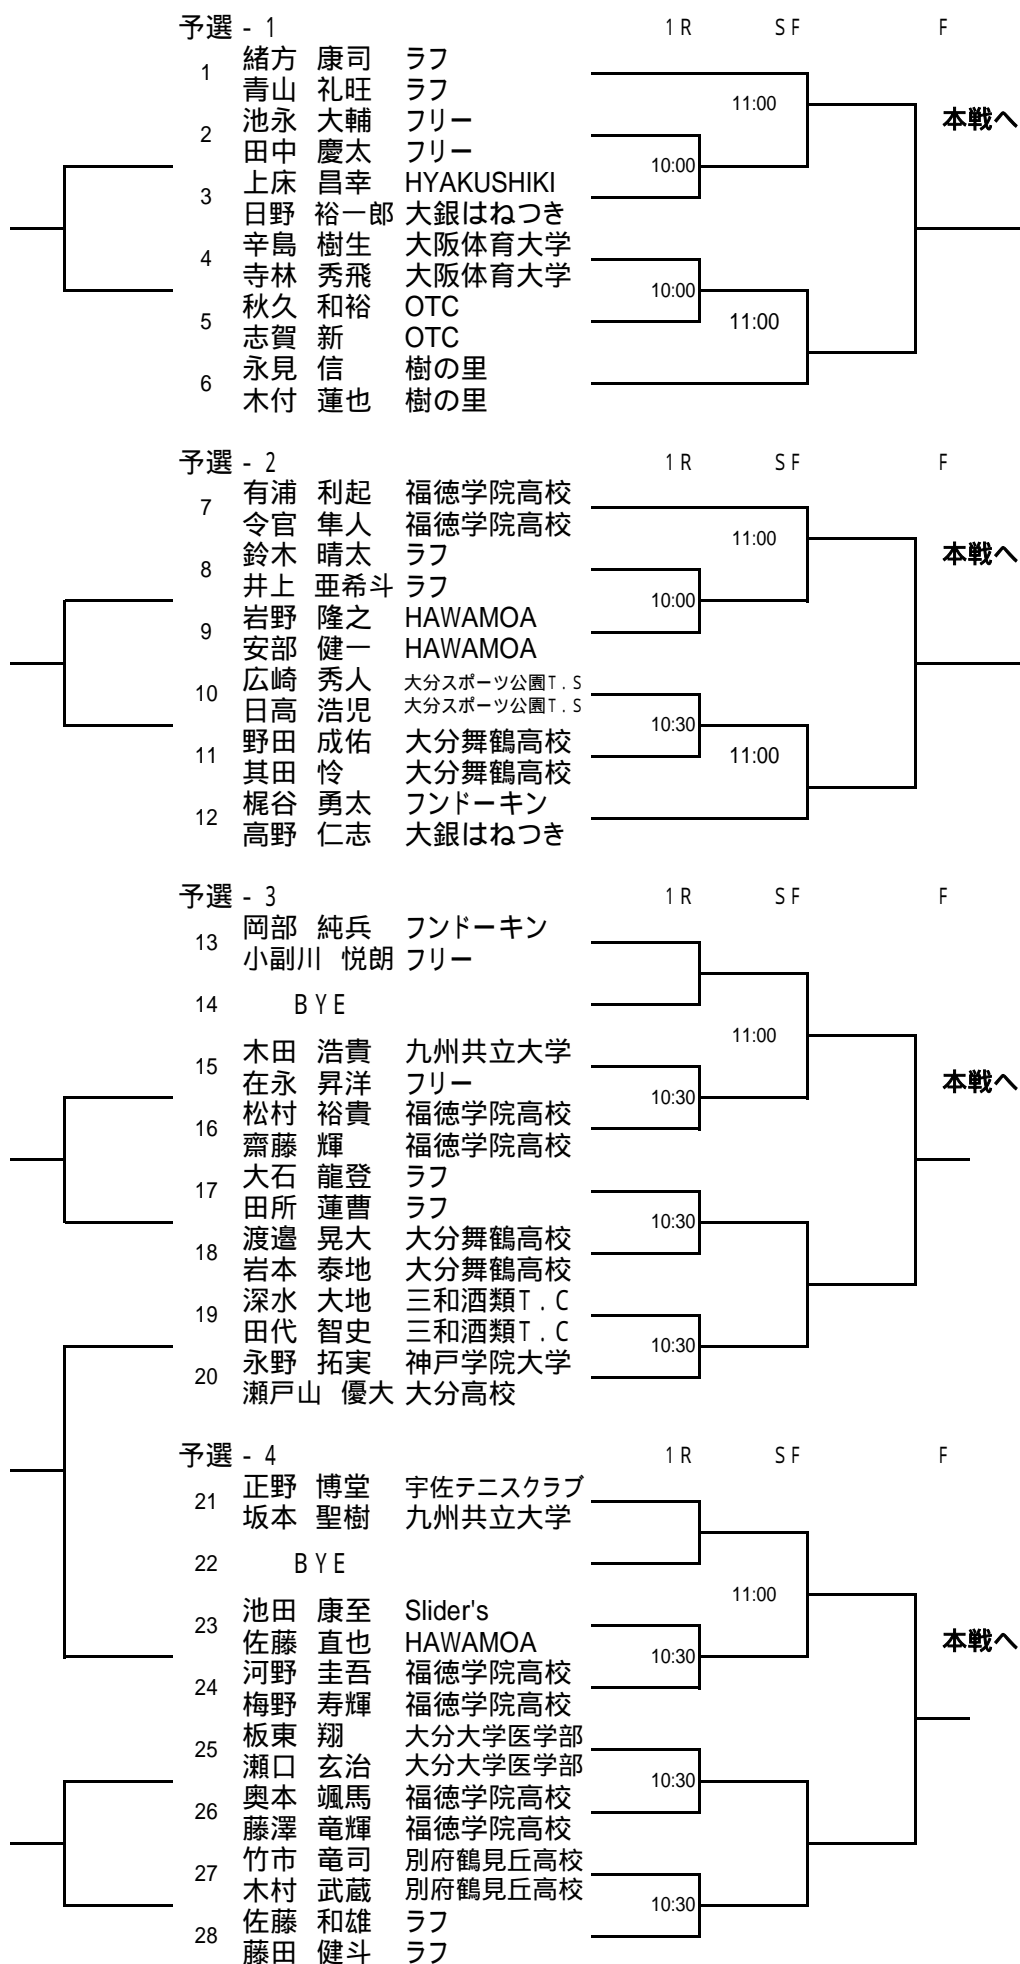 予選 - 1 1R SF F
1 緒方 康司 ラフ
青山 礼旺 ラフ
11:00
2 池永 大輔 フリー
田中 慶太 フリー
本戦へ
10:00
3 上床 昌幸 HYAKUSHIKI
日野 裕一郎 大銀はねつき
4 辛島 樹生 大阪体育大学
寺林 秀飛 大阪体育大学
10:00
5 秋久 和裕 OTC
志賀 新 OTC
11:00
6 永見 信 樹の里
木付 蓮也 樹の里
予選 - 2 1R SF F
7 有浦 利起 福徳学院高校
令官 隼人 福徳学院高校
11:00
8 鈴木 晴太 ラフ
井上 亜希斗 ラフ
本戦へ
10:00
9 岩野 隆之 HAWAMOA
安部 健一 HAWAMOA
10 広崎 秀人 大分スポーツ公園T.S
日高 浩児 大分スポーツ公園T.S
10:30
11 野田 成佑 大分舞鶴高校
其田 怜 大分舞鶴高校
11:00
12 梶谷 勇太 フンドーキン
高野 仁志 大銀はねつき
予選 - 3 1R SF F
13 岡部 純兵 フンドーキン
小副川 悦朗 フリー
14 BYE
11:00
15 木田 浩貴 九州共立大学
在永 昇洋 フリー
本戦へ
10:30
16 松村 裕貴 福徳学院高校
齋藤 輝 福徳学院高校
17 大石 龍登 ラフ
田所 蓮曹 ラフ
10:30
18 渡邉 晃大 大分舞鶴高校
岩本 泰地 大分舞鶴高校
19 深水 大地 三和酒類T.C
田代 智史 三和酒類T.C
10:30
20 永野 拓実 神戸学院大学
瀬戸山 優大 大分高校
予選 - 4 1R SF F
21 正野 博堂 宇佐テニスクラブ
坂本 聖樹 九州共立大学
22 BYE
11:00
23 池田 康至 Slider's
佐藤 直也 HAWAMOA
本戦へ
10:30
24 河野 圭吾 福徳学院高校
梅野 寿輝 福徳学院高校
25 板東 翔 大分大学医学部
瀬口 玄治 大分大学医学部
10:30
26 奥本 颯馬 福徳学院高校
藤澤 竜輝 福徳学院高校
27 竹市 竜司 別府鶴見丘高校
木村 武蔵 別府鶴見丘高校
10:30
28 佐藤 和雄 ラフ
藤田 健斗 ラフ